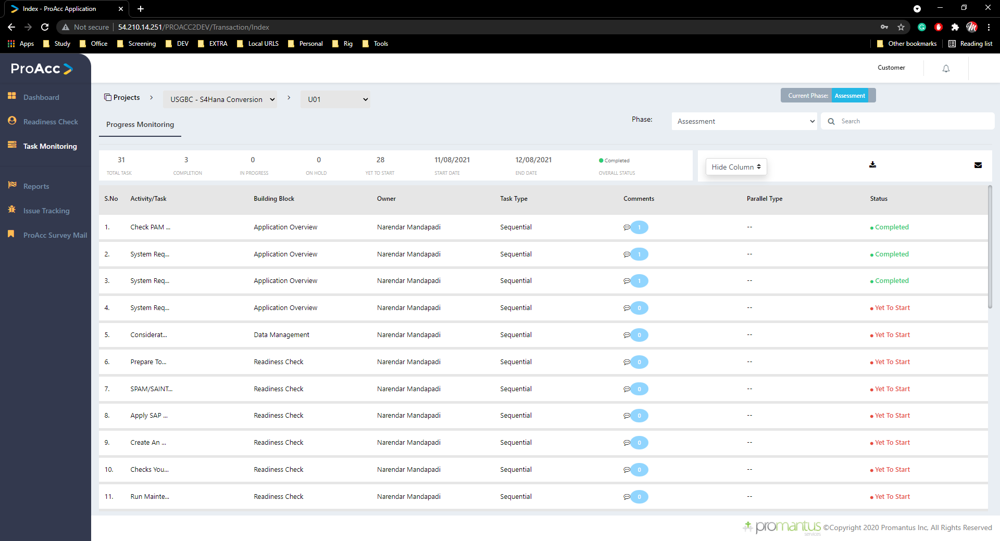 Index - ProAcc Application
Not secure 54.210.14.251/PROACC2DEV/Transaction/Index
Apps Study Office Screening DEV EXTRA Local URLS Personal Rig Tools Other bookmarks Reading list
ProAcc
Customer
Dashboard
Readiness Check
Task Monitoring
Reports
Issue Tracking
ProAcc Survey Mail
Projects > USGBC - S4Hana Conversion > U01
Current Phase: Assessment
Progress Monitoring
Phase: Assessment Search
31 3 0 0 28 11/08/2021 12/08/2021 Completed
TOTAL TASK COMPLETION IN PROGRESS ON HOLD YET TO START START DATE END DATE OVERALL STATUS
Hide Column
S.No Activity/Task Building Block Owner Task Type Comments Parallel Type Status
1. Check PAM ... Application Overview Narendar Mandapadi Sequential 1 -- Completed
2. System Req... Application Overview Narendar Mandapadi Sequential 1 -- Completed
3. System Req... Application Overview Narendar Mandapadi Sequential 1 -- Completed
4. System Req... Application Overview Narendar Mandapadi Sequential 0 -- Yet To Start
5. Considerat... Data Management Narendar Mandapadi Sequential 0 -- Yet To Start
6. Prepare To... Readiness Check Narendar Mandapadi Sequential 0 -- Yet To Start
7. SPAM/SAINT... Readiness Check Narendar Mandapadi Sequential 0 -- Yet To Start
8. Apply SAP ... Readiness Check Narendar Mandapadi Sequential 0 -- Yet To Start
9. Create An ... Readiness Check Narendar Mandapadi Sequential 0 -- Yet To Start
10. Checks You... Readiness Check Narendar Mandapadi Sequential 0 -- Yet To Start
11. Run Mainte... Readiness Check Narendar Mandapadi Sequential 0 -- Yet To Start
promantus services ©Copyright 2020 Promantus Inc, All Rights Reserved